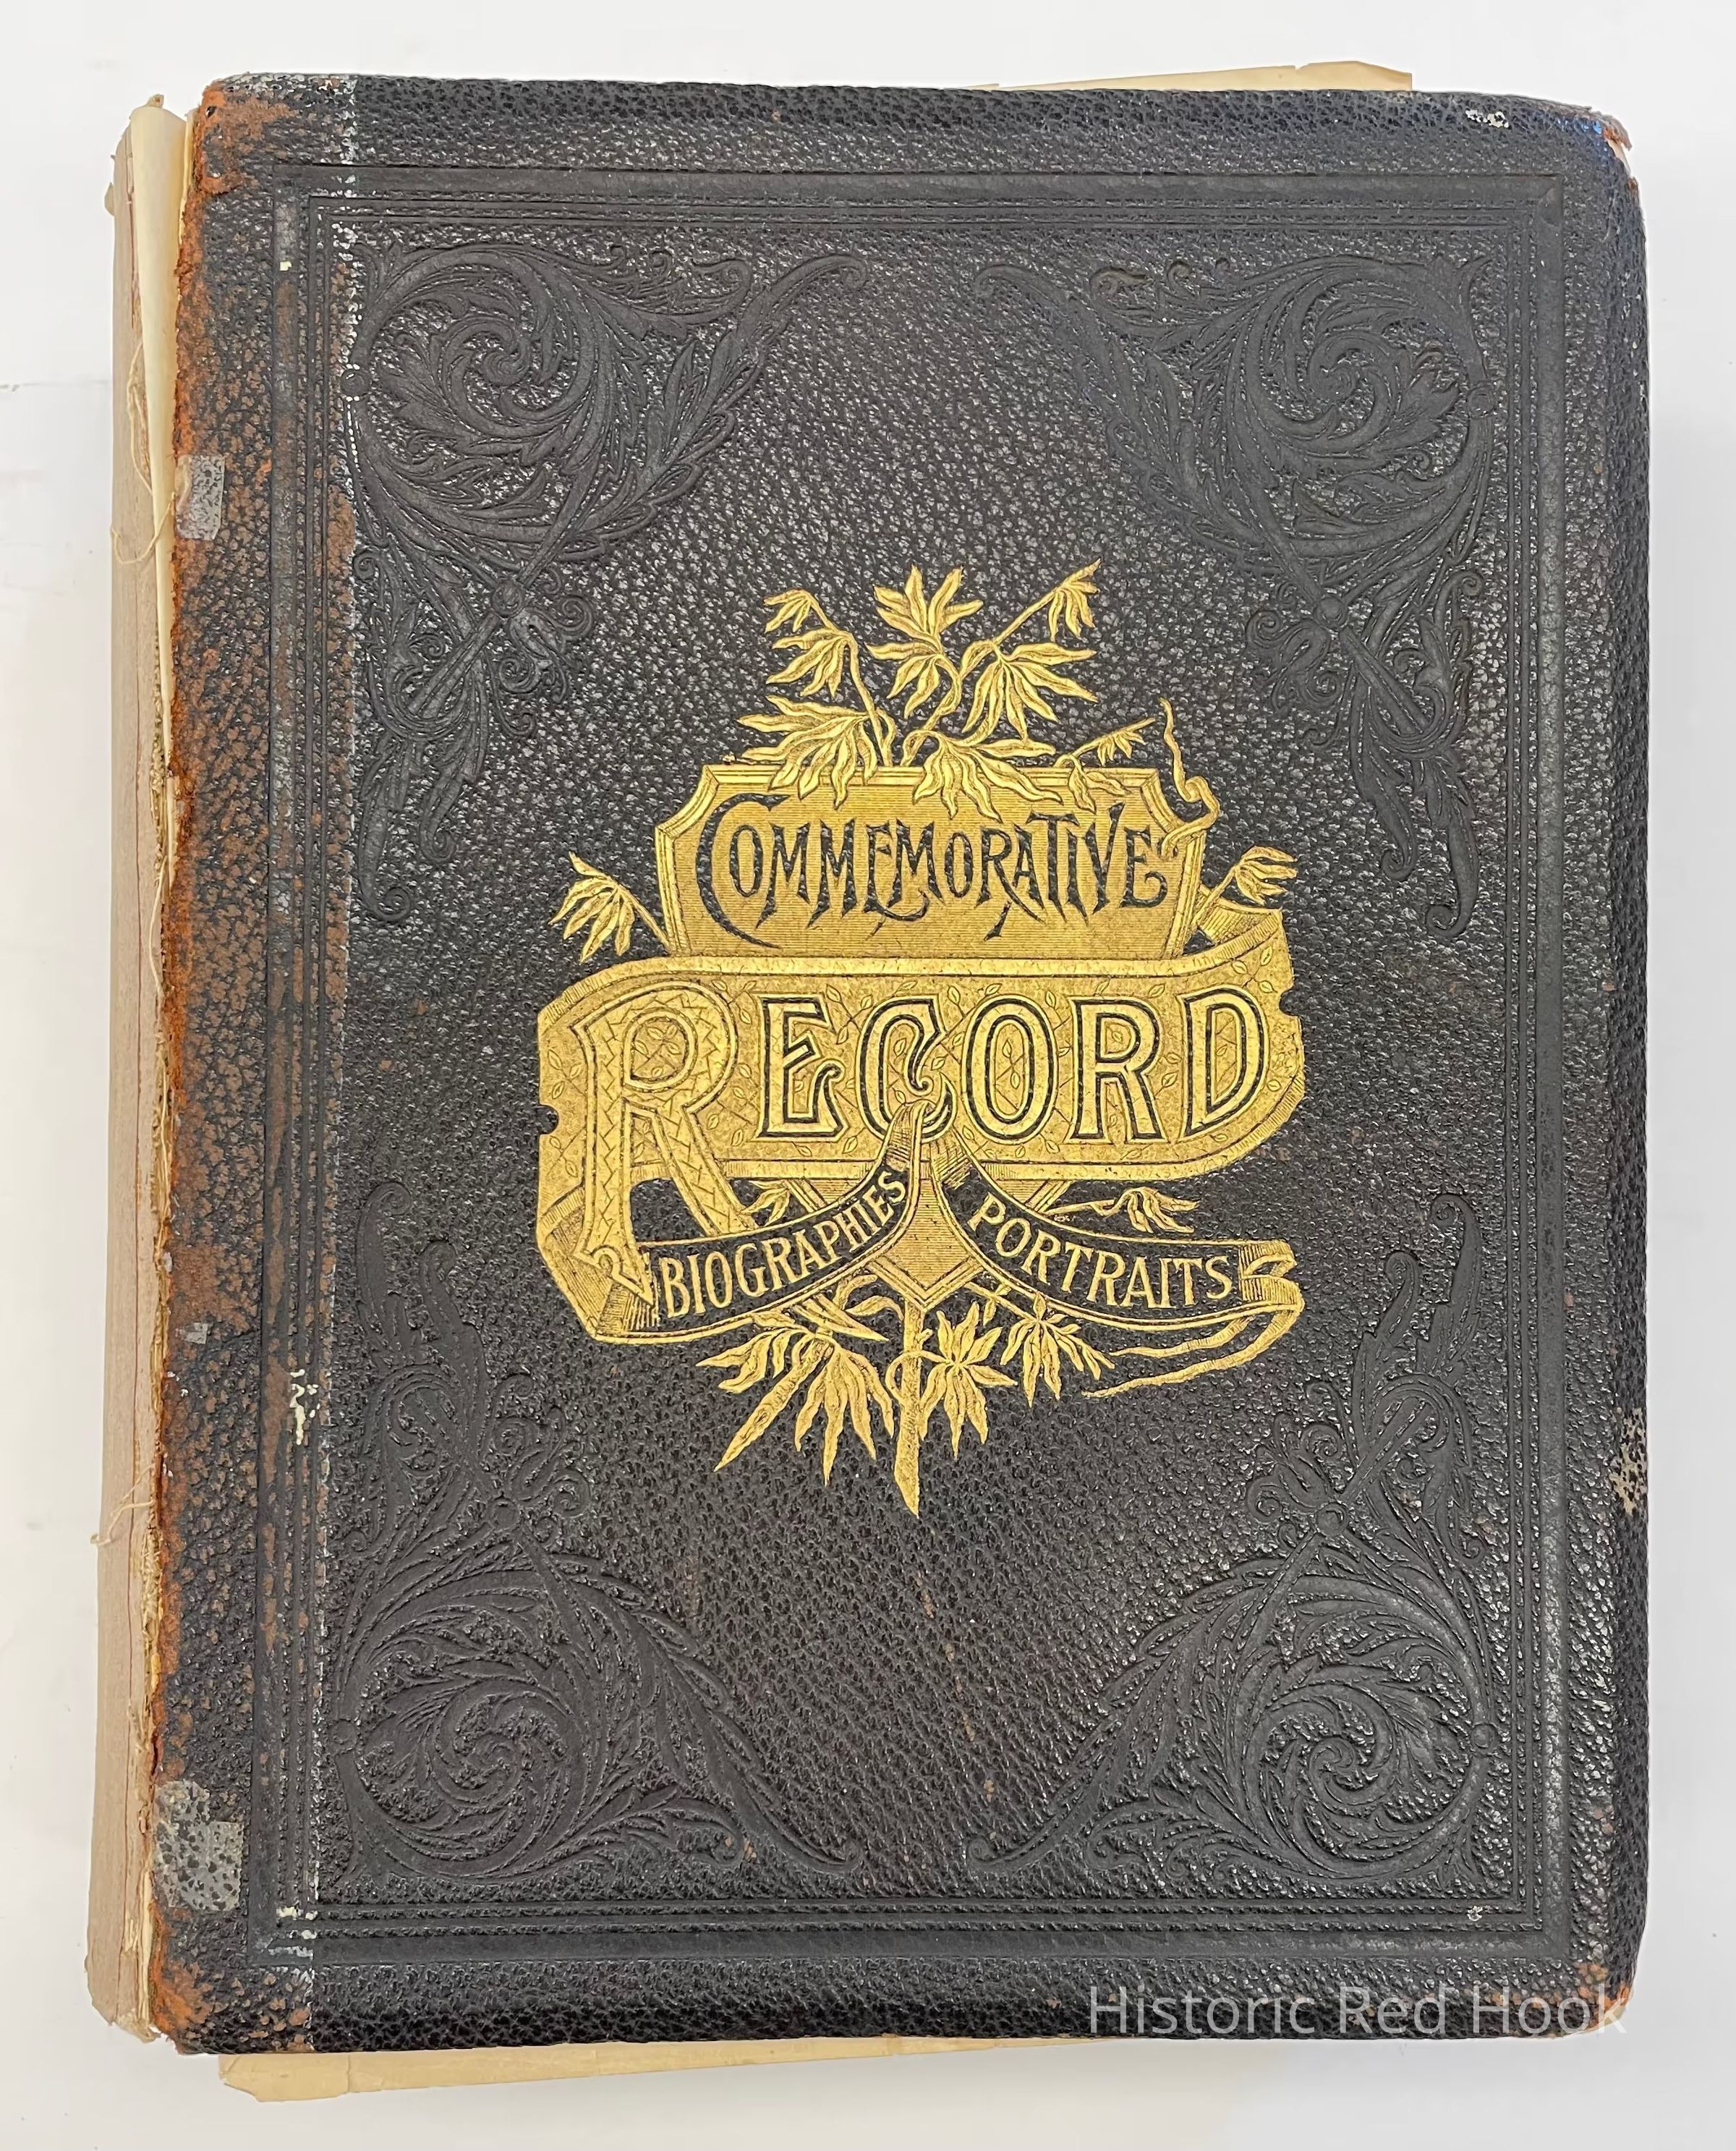 COMMEMORATIVE
RECORD
BIOGRAPHIES PORTRAITS
Historic Red Hook